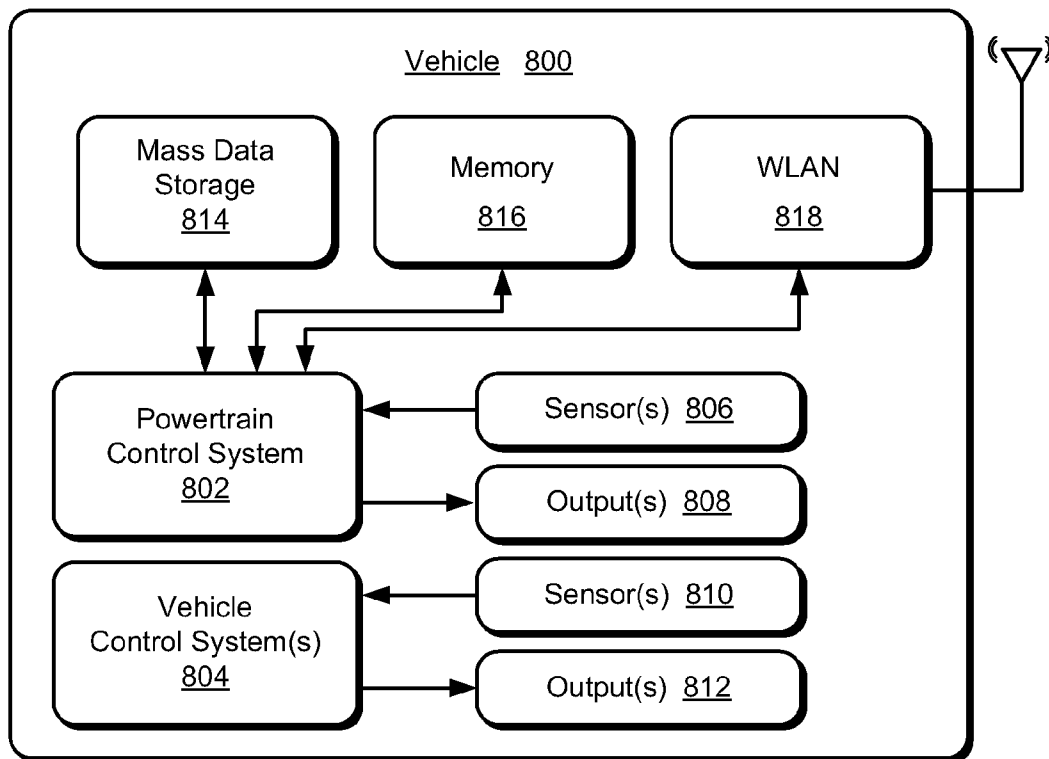 Vehicle 800
Mass Data
Storage
814
Memory
816
WLAN
818
Powertrain
Control System
802
Sensor(s) 806
Output(s) 808
Vehicle
Control System(s)
804
Sensor(s) 810
Output(s) 812